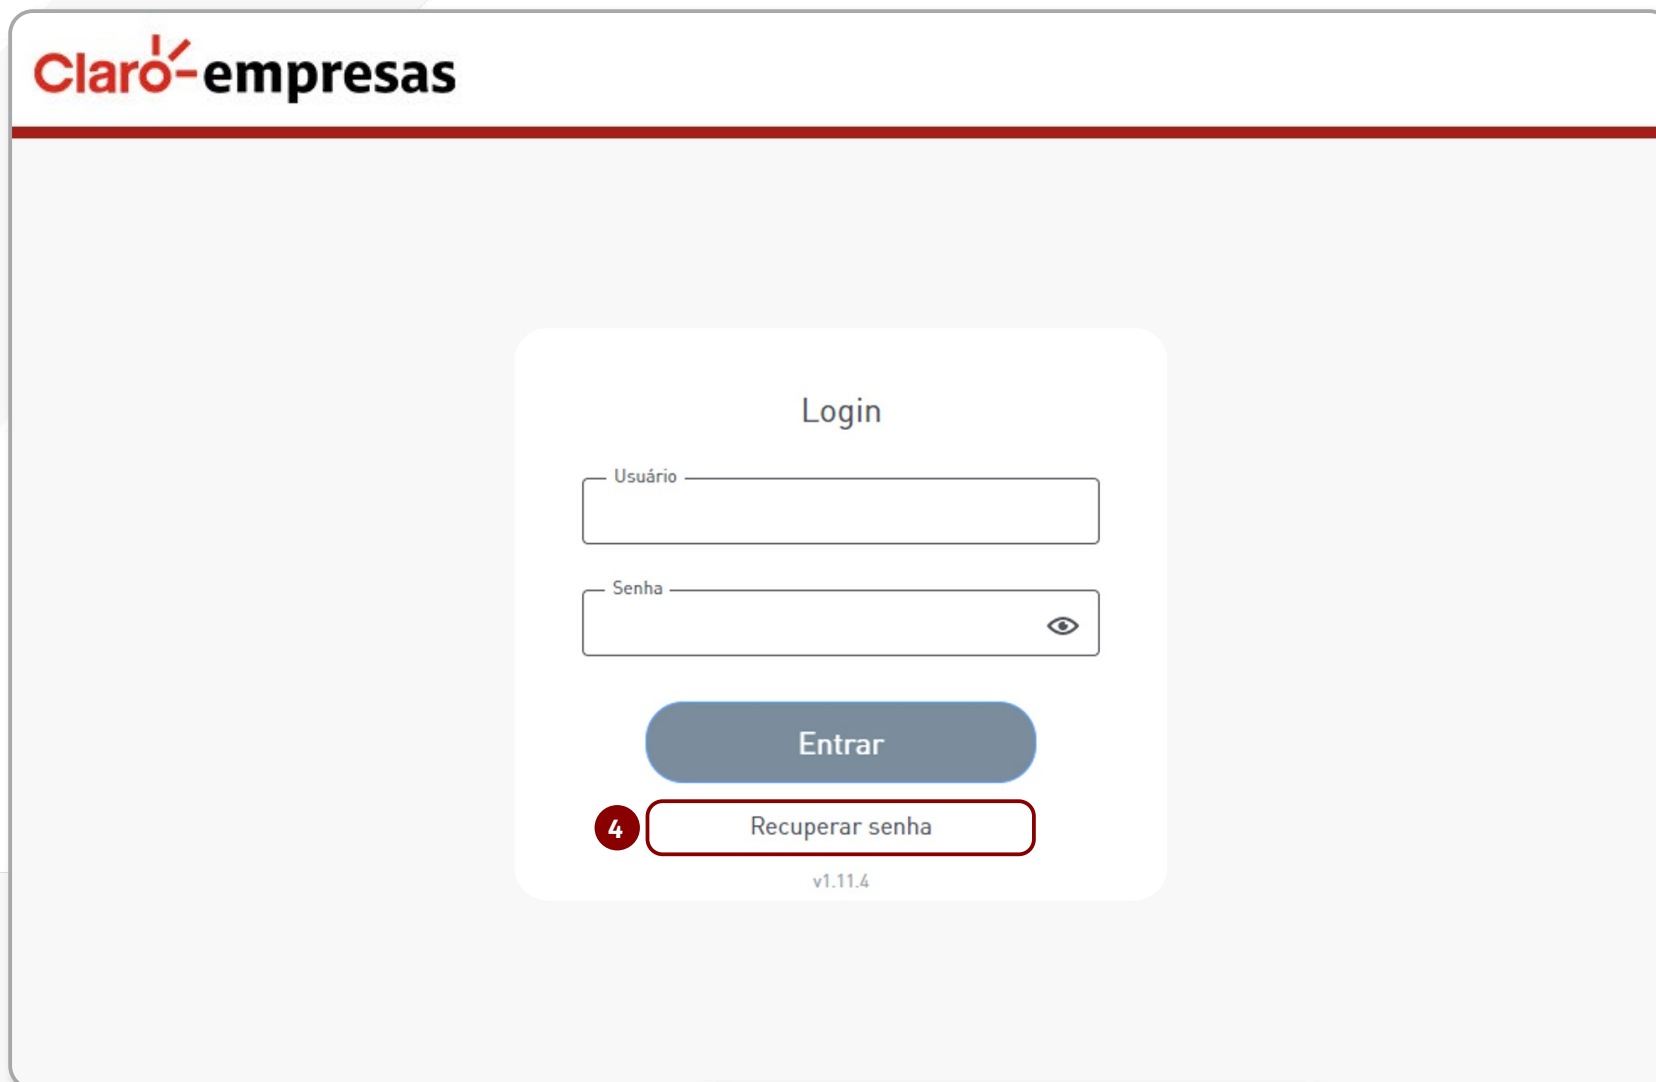 Claro-empresas
Login
Usuário
Senha
Entrar
4 Recuperar senha
v1.11.4